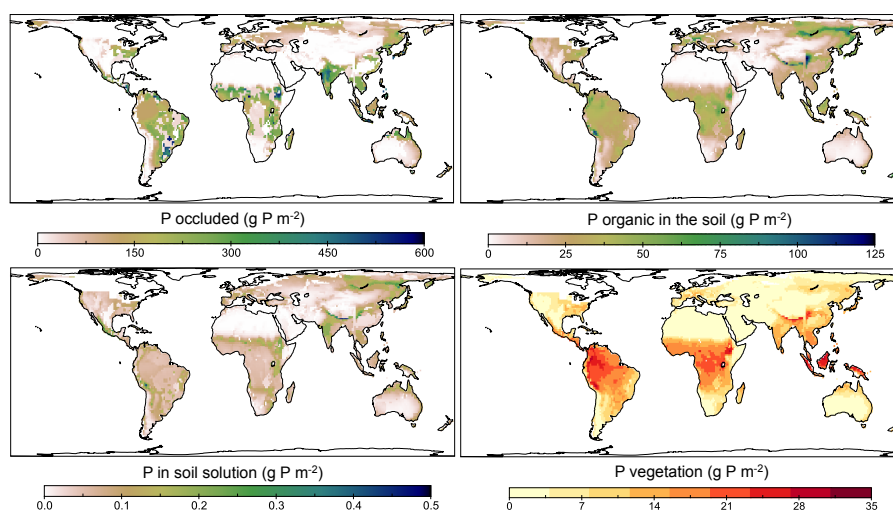 P occluded (g P m-2)
0 150 300 450 600
P organic in the soil (g P m-2)
0 25 50 75 100 125
P in soil solution (g P m-2)
0.0 0.1 0.2 0.3 0.4 0.5
P vegetation (g P m-2)
0 7 14 21 28 35